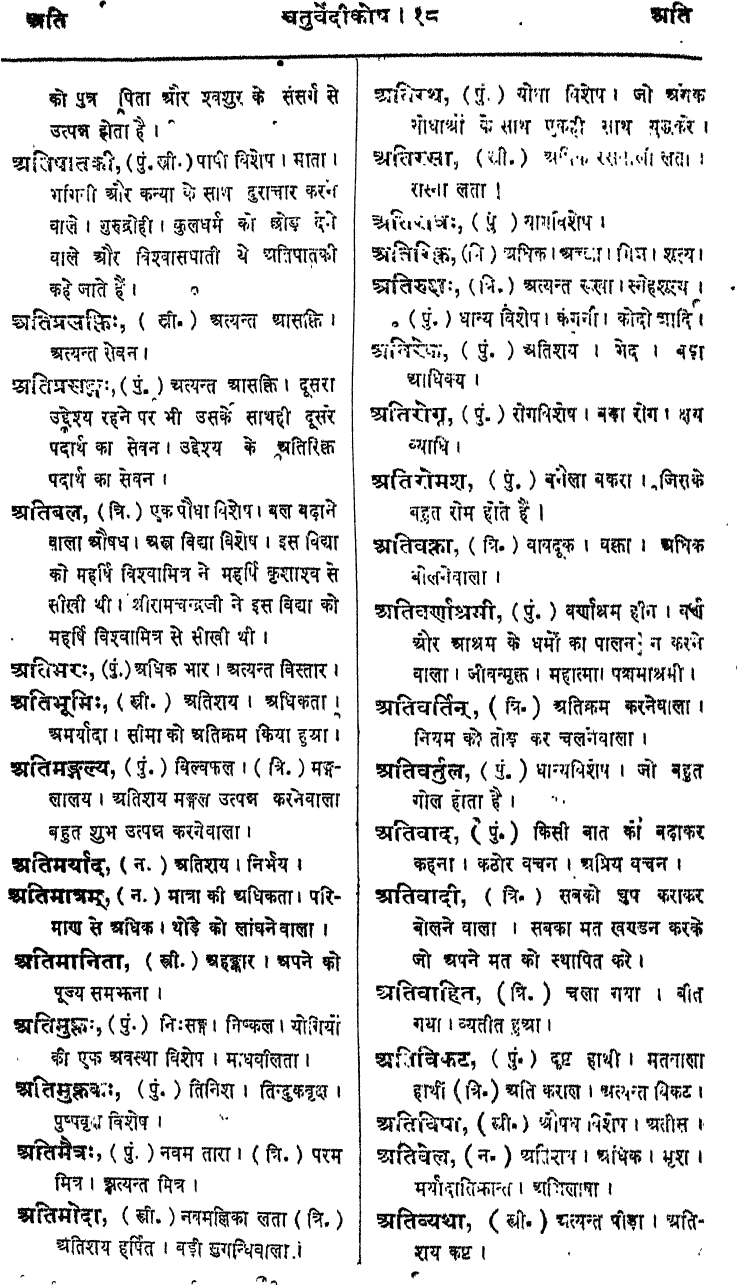 अति
चतुर्वेदीकोष । १८
अति
को पुत्र पिता और श्वशुर के संसर्ग से
उत्पन्न होता है ।
अतिपातकी, (पुं. स्त्री.) पापी विशेष । माता ।
भगिनी और कन्या के साथ दुराचार करने
वाले । गुरुद्रोही । कुलधर्म को छोड़ देने
वाले और विश्वासघाती ये अतिपातकी
कहे जाते हैं ।
अतिप्रसक्तिः, ( स्त्री. ) अत्यन्त आसक्ति ।
अत्यन्त सेवन ।
अतिप्रसङ्गः, ( पुं. ) अत्यन्त आसक्ति । दूसरा
उद्देश्य रहने पर भी उसके साथही दूसरे
पदार्थ का सेवन । उद्देश्य के अतिरिक्त
पदार्थ का सेवन ।
अतिबल, (त्रि.) एक पौधा विशेष । बल बढ़ाने
वाला औषध । अस्त्र विद्या विशेष । इस विद्या
को महर्षि विश्वामित्र ने महर्षि कृशाश्व से
सीखी थी । श्रीरामचन्द्रजी ने इस विद्या को
महर्षि विश्वामित्र से सीखी थी ।
अतिभरः, (पुं.) अधिक भार । अत्यन्त विस्तार ।
अतिभूमिः, ( स्त्री. ) अतिशय । अधिकता ।
अमर्यादा । सीमा को अतिक्रम किया हुआ ।
अतिमङ्गल्य, ( पुं. ) बिल्वफल । ( त्रि. ) मङ्ग-
लालय । अतिशय मङ्गल उत्पन्न करनेवाला
बहुत शुभ उत्पन्न करनेवाला ।
अतिमर्याद, ( न. ) अतिशय । निर्भय ।
अतिमात्रम्, ( न. ) मात्रा की अधिकता । परि-
माण से अधिक । थोड़े को लांघनेवाला ।
अतिमानिता, ( स्त्री. ) अहङ्कार । अपने को
पूज्य समझना ।
अतिमुक्तः, ( पुं. ) निःसङ्ग । निष्कल । योगियों
की एक अवस्था विशेष । माधवीलता ।
अतिमुक्तकः, ( पुं. ) तिनिश । तिन्दुकवृक्ष ।
पुष्पवृक्ष विशेष ।
अतिमैत्रः, ( पुं. ) नवम तारा । ( त्रि. ) परम
मित्र । अत्यन्त मित्र ।
अतिमोदा, ( स्त्री. ) नवमल्लिका लता ( त्रि. )
अतिशय हर्षित । बड़ी सुगन्धिवाला ।
अतिरथ, ( पुं. ) योधा विशेष । जो अनेक
योधाओं के साथ एकही साथ युद्धकरे ।
अतिरसा, ( स्त्री. ) अधिक रसवाली लता ।
रास्ना लता ।
अतिरात्रः, ( पुं ) यागविशेष ।
अतिरिक्त, (त्रि) अधिक । अच्छा । भिन्न । शून्य ।
अतिरुक्षः, ( त्रि. ) अत्यन्त रूखा । स्नेहशून्य ।
( पुं. ) धान्य विशेष । कंगनी । कोदो आदि ।
अतिरेक, ( पुं. ) अतिशय । भेद । बड़ा
आधिक्य ।
अतिरोग, ( पुं. ) रोगविशेष । बड़ा रोग । क्षय
व्याधि ।
अतिरोमश, ( पुं. ) बनैला बकरा । जिसके
बहुत रोम होते हैं ।
अतिवक्ता, ( त्रि. ) वावदूक । वक्ता । अधिक
बोलनेवाला ।
अतिवर्णाश्रमी, ( पुं. ) वर्णाश्रम हीन । वर्ण
और आश्रम के धर्मों का पालन न करने
वाला । जीवन्मुक्त । महात्मा । पञ्चमाश्रमी ।
अतिवर्तिन्, ( त्रि. ) अतिक्रम करनेवाला ।
नियम को तोड़ कर चलनेवाला ।
अतिवर्तुल, ( पुं. ) धान्यविशेष । जो बहुत
गोल होता है ।
अतिवाद, ( पुं. ) किसी बात को बढ़ाकर
कहना । कठोर वचन । अप्रिय वचन ।
अतिवादी, ( त्रि. ) सबको चुप कराकर
बोलने वाला । सबका मत खण्डन करके
जो अपने मत को स्थापित करे ।
अतिवाहित, ( त्रि. ) चला गया । बीत
गया । व्यतीत हुआ ।
अतिविकट, ( पुं. ) दुष्ट हाथी । मतवाला
हाथी (त्रि.) अति कराल । अत्यन्त विकट ।
अतिविषा, ( स्त्री. ) औषध विशेष । अतीस ।
अतिवेल, ( न. ) अतिशय । अधिक । भृश ।
मर्यादातिक्रान्त । अभिलाषा ।
अतिव्यथा, ( स्त्री. ) अत्यन्त पीड़ा । अति-
शय कष्ट ।